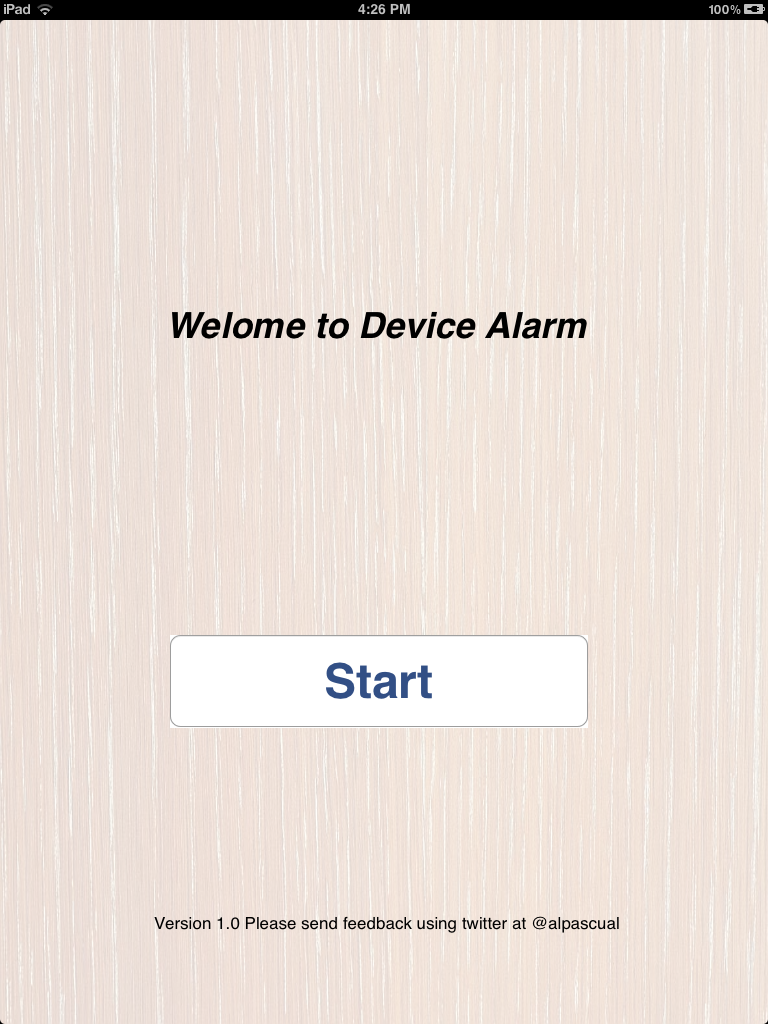 iPad 4:26 PM 100%
Welome to Device Alarm
Start
Version 1.0 Please send feedback using twitter at @alpascual